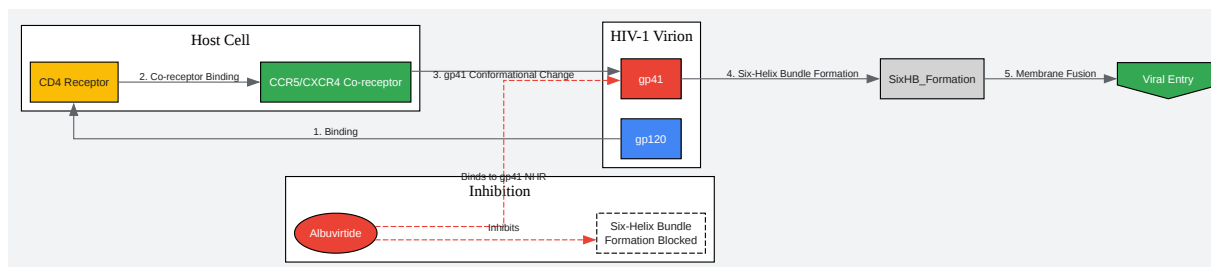 Host Cell
HIV-1 Virion
CD4 Receptor
2. Co-receptor Binding
CCR5/CXCR4 Co-receptor
3. gp41 Conformational Change
gp41
4. Six-Helix Bundle Formation
SixHB_Formation
5. Membrane Fusion
Viral Entry
1. Binding
gp120
Binds to gp41 NHR
Inhibition
Albuvirtide
Inhibits
Six-Helix Bundle
Formation Blocked